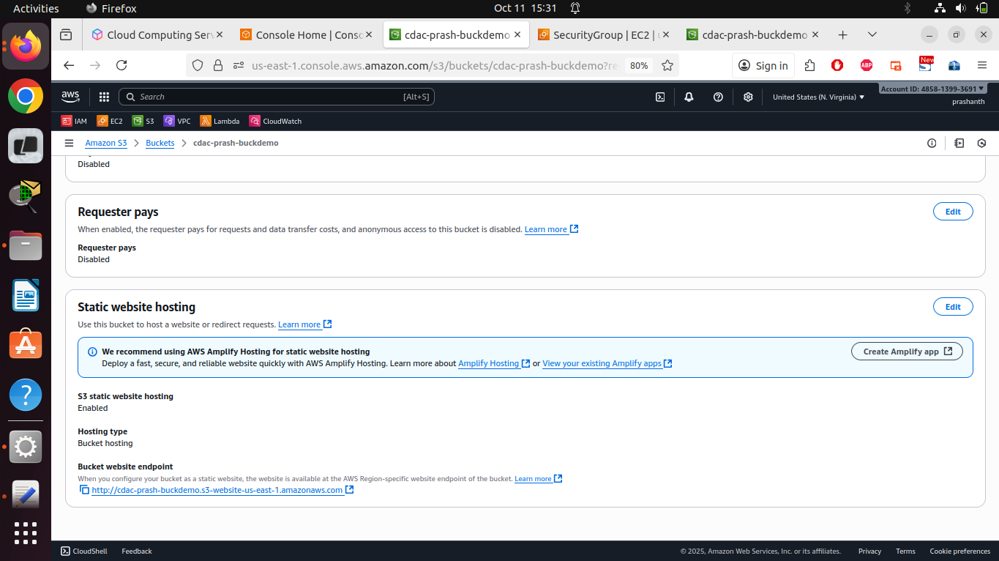 Activities
Firefox
Oct 11 15:31
Cloud Computing Serv
Console Home | Conso
cdac-prash-buckdemo
SecurityGroup | EC2 |
cdac-prash-buckdemo
us-east-1.console.aws.amazon.com/s3/buckets/cdac-prash-buckdemo?re
80%
Sign in
ABP
New
aws
Search
[Alt+S]
United States (N. Virginia)
Account ID: 4858-1399-3691
prashanth
IAM
EC2
S3
VPC
Lambda
CloudWatch
Amazon S3
Buckets
cdac-prash-buckdemo
Disabled
Requester pays
Edit
When enabled, the requester pays for requests and data transfer costs, and anonymous access to this bucket is disabled. Learn more
Requester pays
Disabled
Static website hosting
Edit
Use this bucket to host a website or redirect requests. Learn more
We recommend using AWS Amplify Hosting for static website hosting
Deploy a fast, secure, and reliable website quickly with AWS Amplify Hosting. Learn more about Amplify Hosting or View your existing Amplify apps
Create Amplify app
S3 static website hosting
Enabled
Hosting type
Bucket hosting
Bucket website endpoint
When you configure your bucket as a static website, the website is available at the AWS Region-specific website endpoint of the bucket. Learn more
http://cdac-prash-buckdemo.s3-website-us-east-1.amazonaws.com
CloudShell
Feedback
© 2025, Amazon Web Services, Inc. or its affiliates.
Privacy
Terms
Cookie preferences